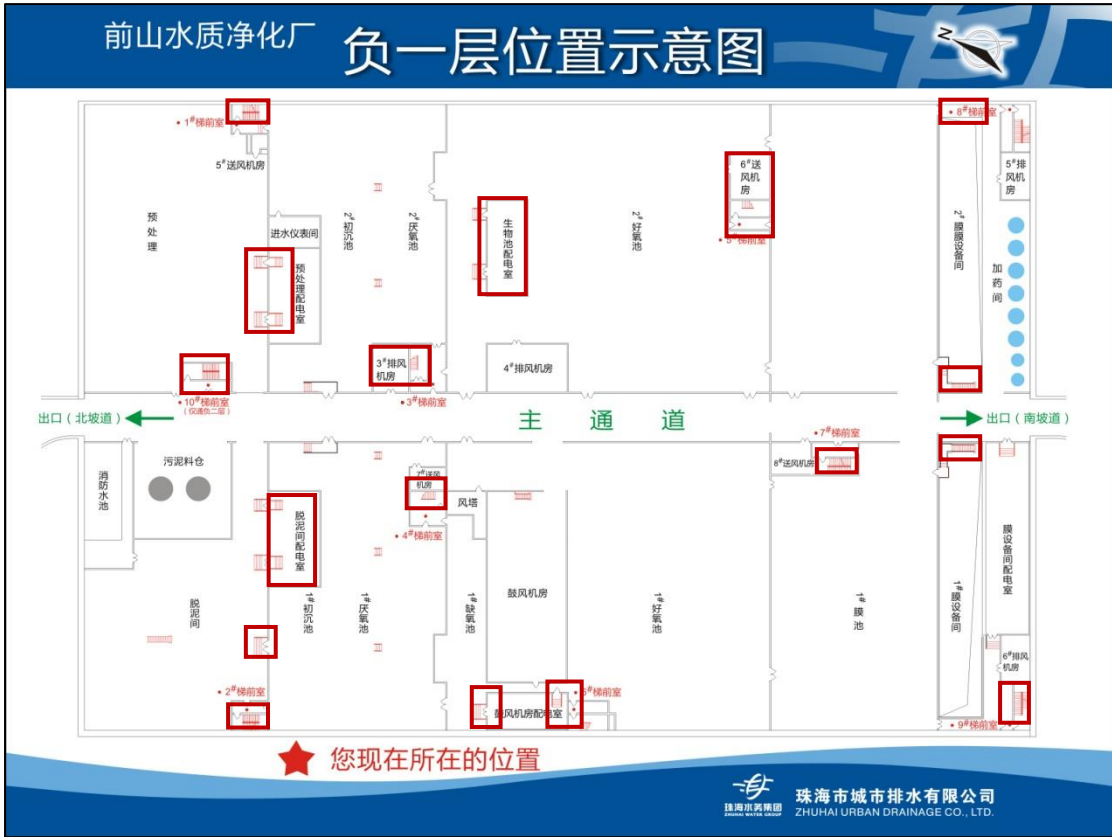 前山水质净化厂
负一层位置示意图
N
1#梯前室
8#梯前室
5#送风机房
6#送风机房
5#排风机房
预处理
2#初沉池
2#厌氧池
生物池配电室
2#好氧池
2#膜膜设备间
进水仪表间
预处理配电室
5#梯前室
加药间
3#排风机房
4#排风机房
10#梯前室
(仅通负二层)
3#梯前室
出口(北坡道)
主通道
出口(南坡道)
7#梯前室
污泥料仓
消防水池
7#送风机房
8#送风机房
风塔
脱泥间配电室
4#梯前室
膜设备间配电室
鼓风机房
脱泥间
1#初沉池
1#厌氧池
1#缺氧池
1#好氧池
1#膜池
1#膜设备间
6#排风机房
2#梯前室
鼓风机房配电室
6#梯前室
9#梯前室
您现在所在的位置
珠海水务集团
ZHUHAI WATER GROUP
珠海市城市排水有限公司
ZHUHAI URBAN DRAINAGE CO., LTD.